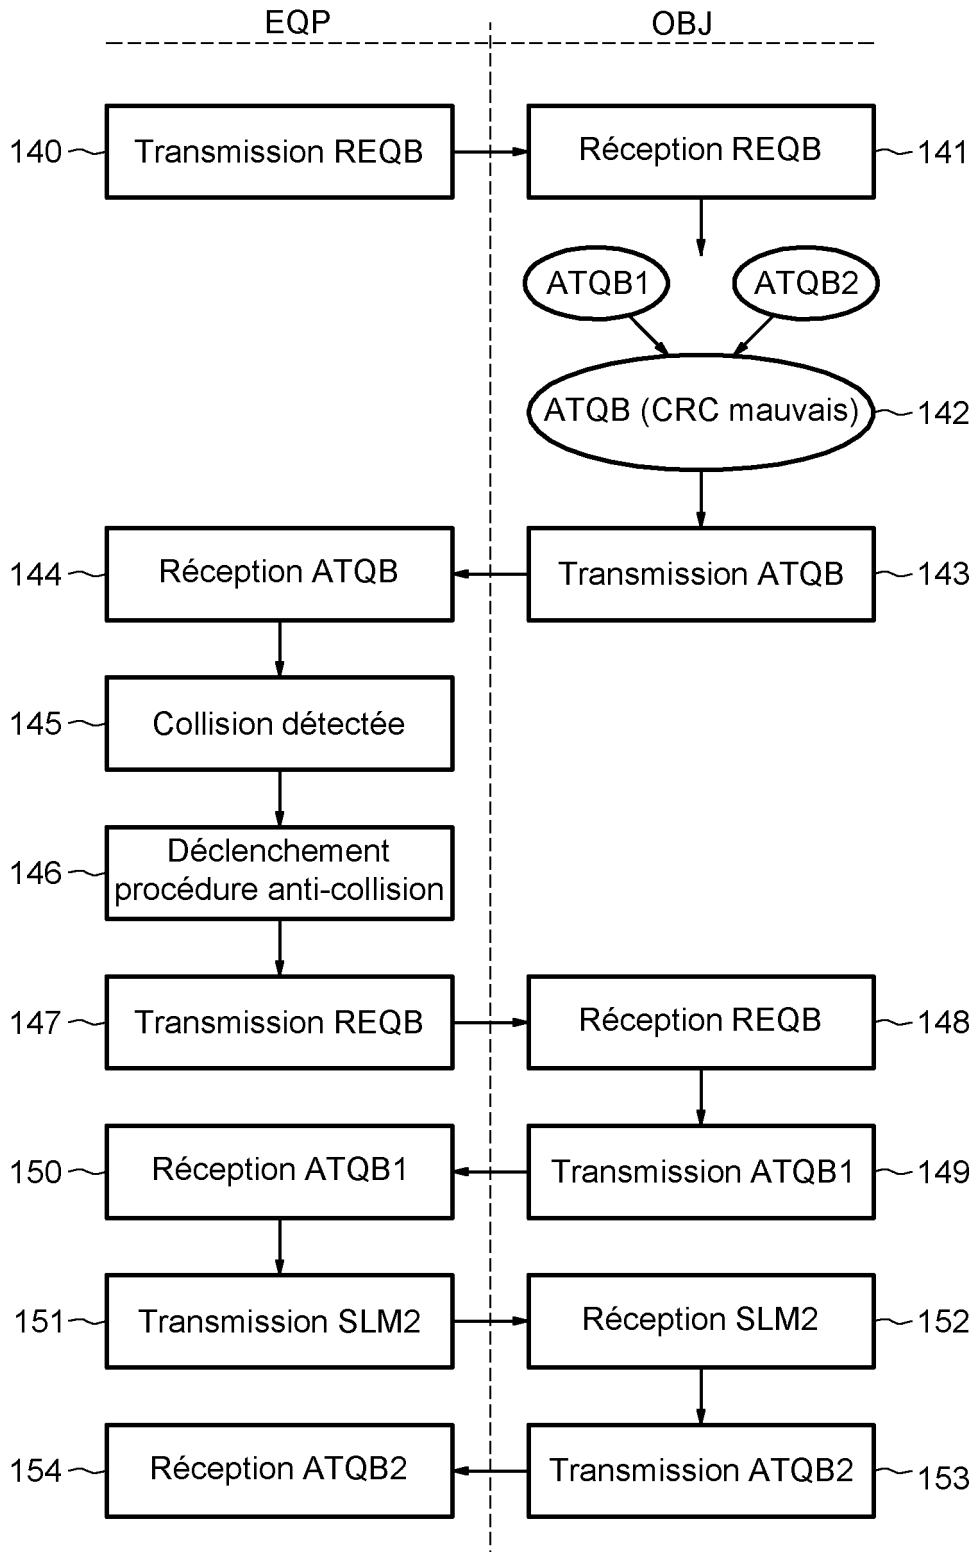 EQP OBJ
140 Transmission REQB Réception REQB 141
ATQB1 ATQB2
ATQB (CRC mauvais) 142
144 Réception ATQB Transmission ATQB 143
145 Collision détectée
146 Déclenchement
procédure anti-collision
147 Transmission REQB Réception REQB 148
150 Réception ATQB1 Transmission ATQB1 149
151 Transmission SLM2 Réception SLM2 152
154 Réception ATQB2 Transmission ATQB2 153